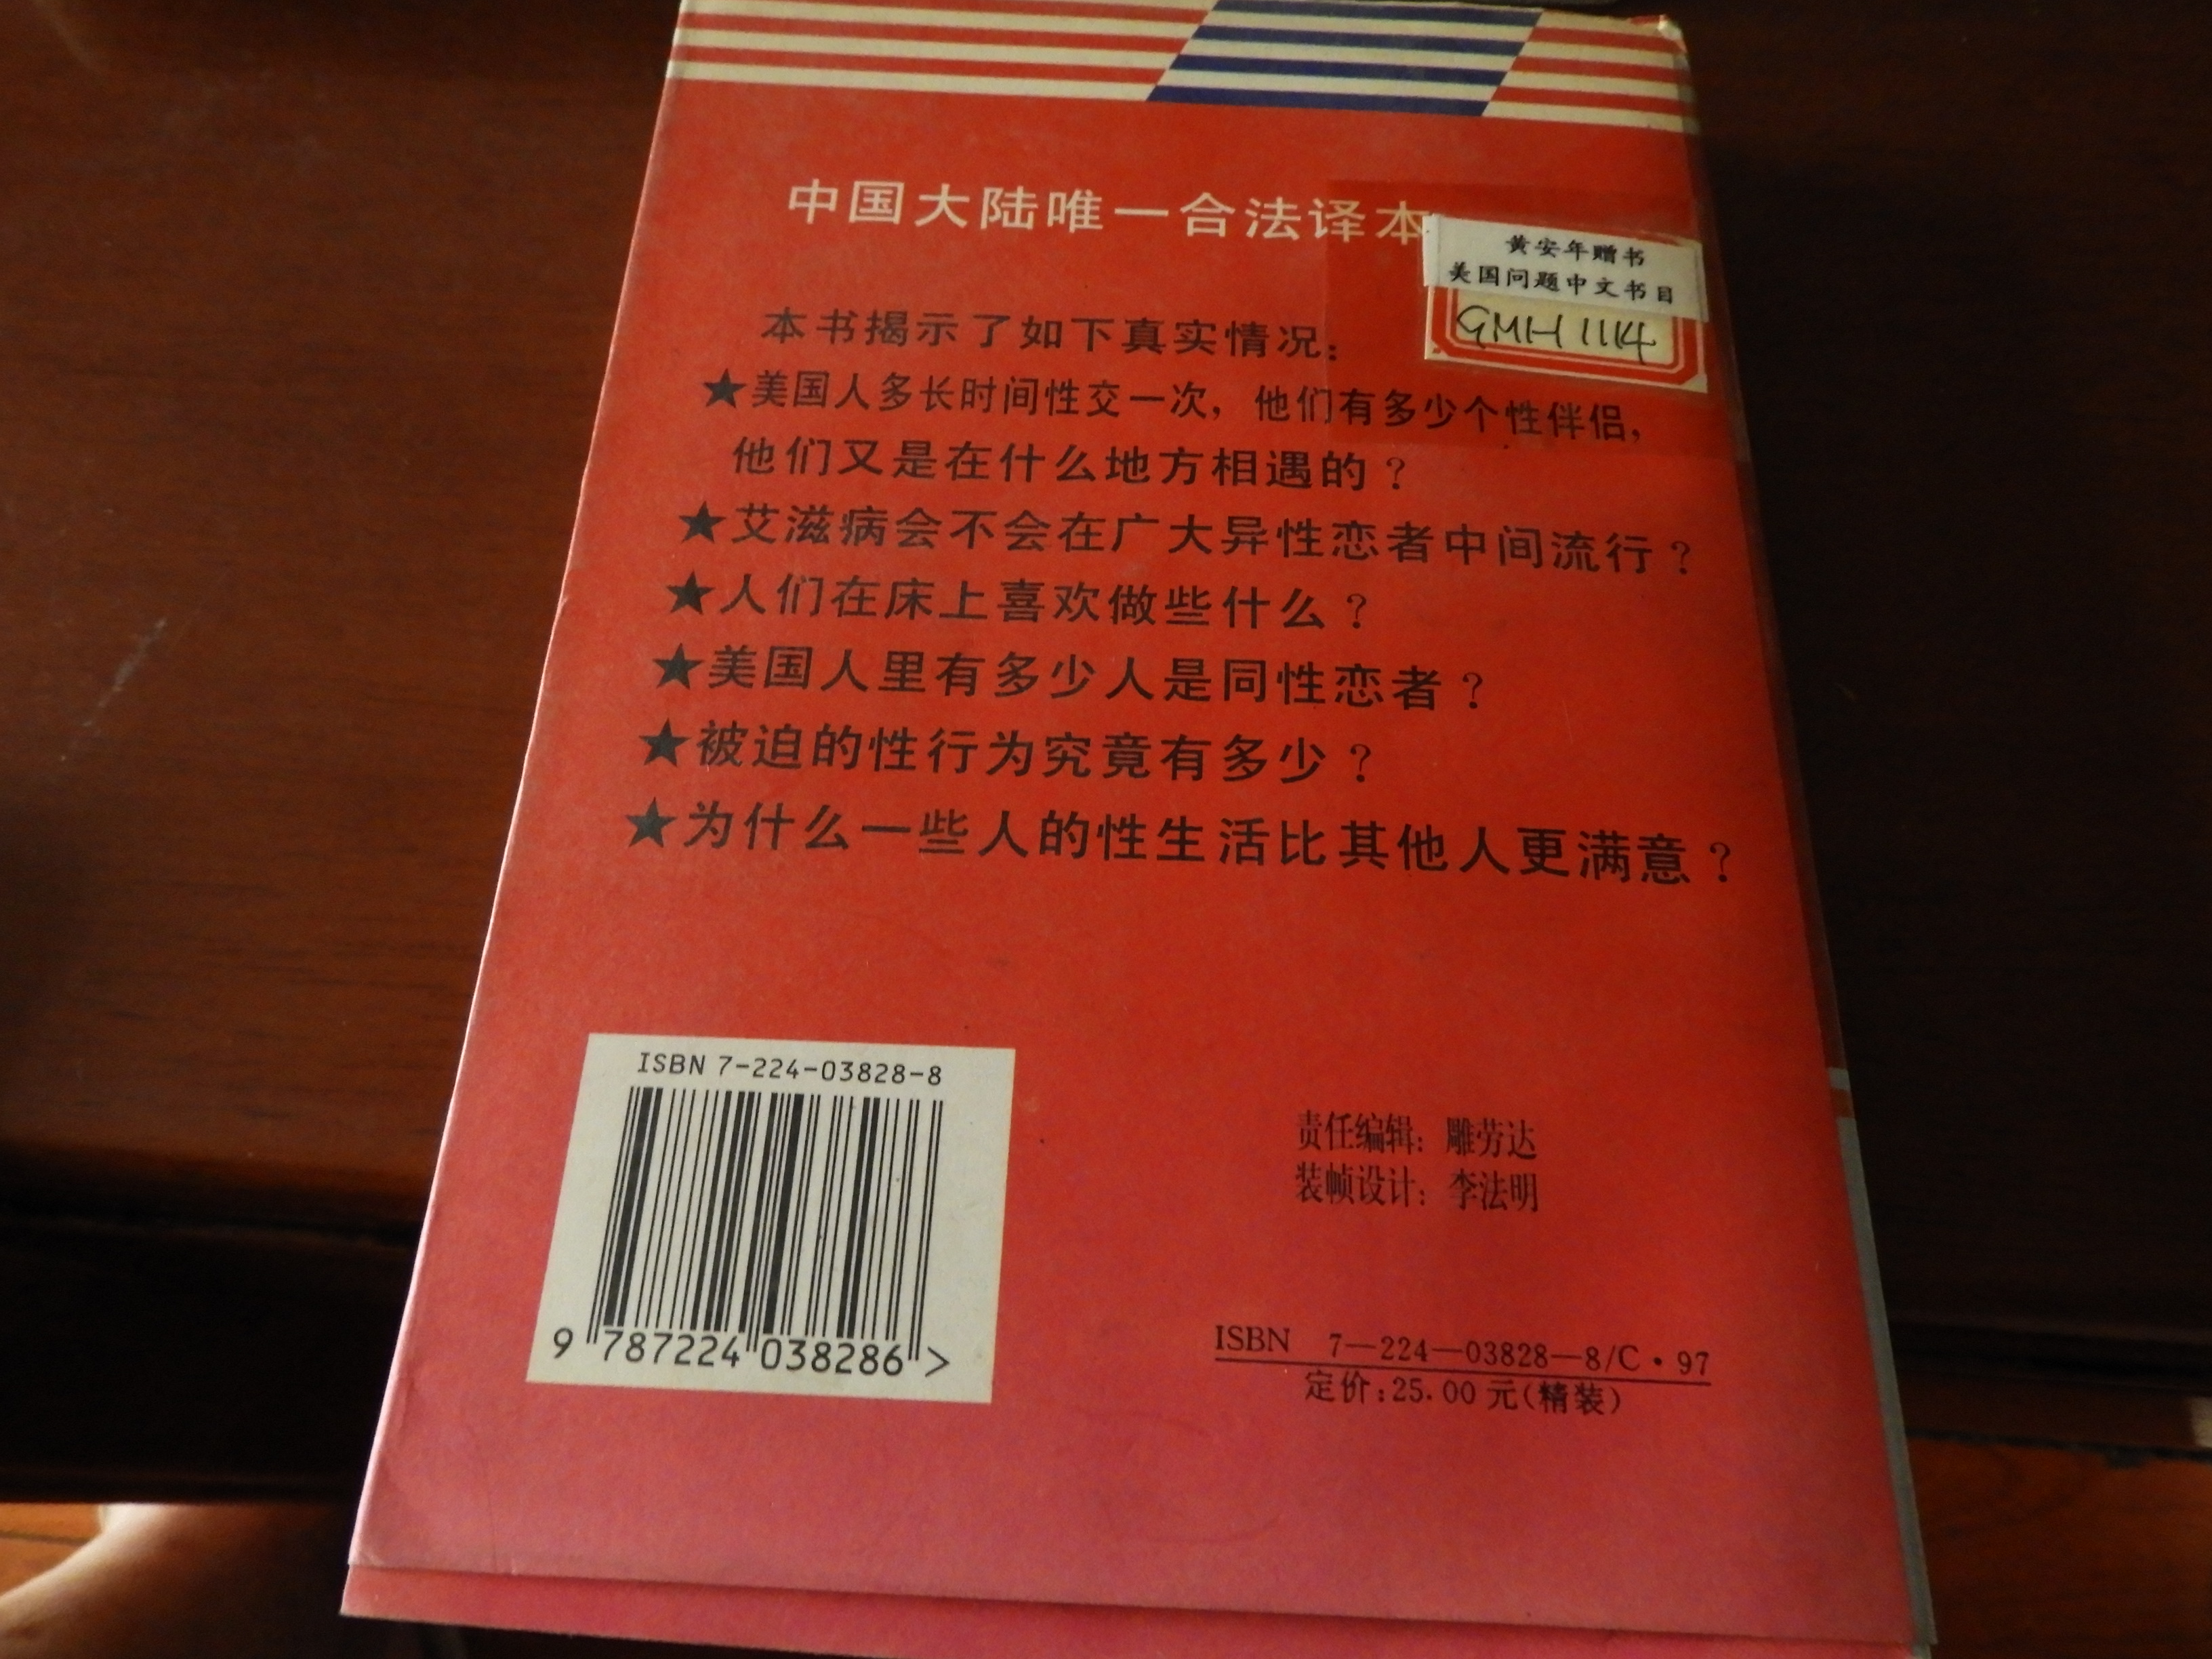 中国大陆唯一合法译本
黄安年赠书
美国问题中文书目
GMH 1114
本书揭示了如下真实情况：
★美国人多长时间性交一次，他们有多少个性伴侣，
他们又是在什么地方相遇的？
★艾滋病会不会在广大异性恋者中间流行？
★人们在床上喜欢做些什么？
★美国人里有多少人是同性恋者？
★被迫的性行为究竟有多少？
★为什么一些人的性生活比其他人更满意？
ISBN 7-224-03828-8
9 787224 038286 >
责任编辑：雕劳达
装帧设计：李法明
ISBN 7—224—03828—8/C·97
定价：25.00 元（精装）